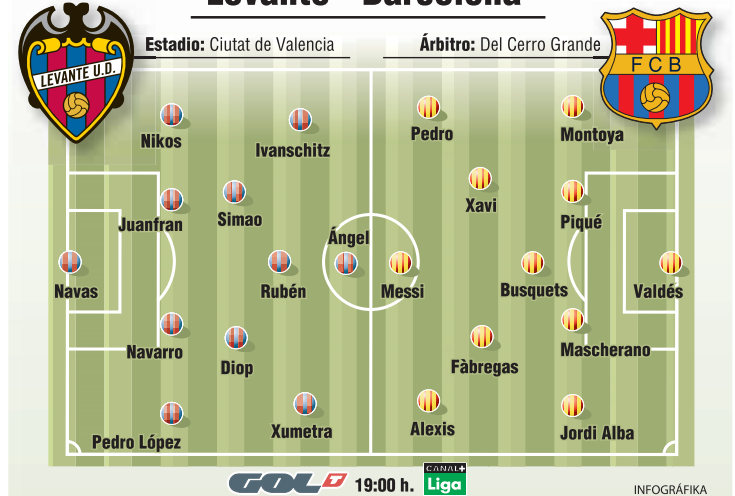 Levante - Barcelona
Estadio: Ciutat de Valencia
Árbitro: Del Cerro Grande
LEVANTE U.D.
F C B
Nikos
Ivanschitz
Pedro
Montoya
Juanfran
Simao
Xavi
Piqué
Ángel
Navas
Rubén
Messi
Busquets
Valdés
Navarro
Diop
Fàbregas
Mascherano
Pedro López
Xumetra
Alexis
Jordi Alba
GOL T 19:00 h. CANAL+
Liga
INFOGRÁFIKA